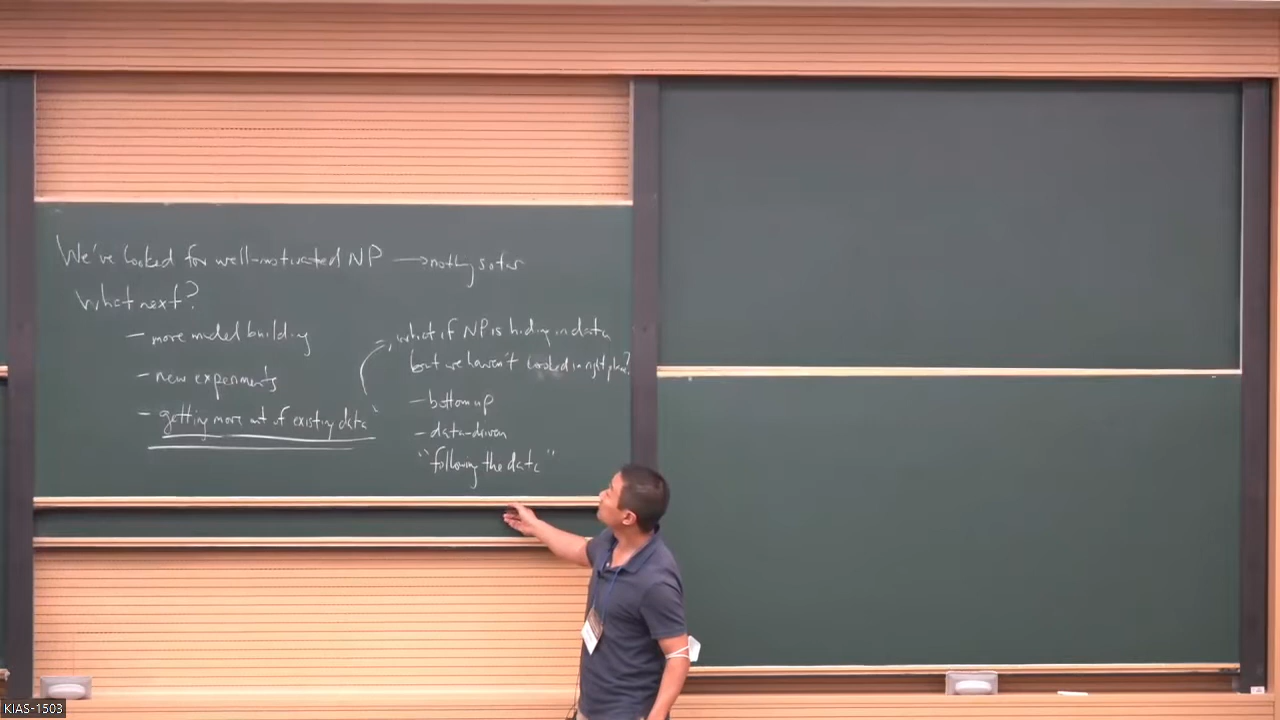 We've looked for well-motivated NP → nothing so far
What next?
- more model building
- new experiments
- getting more out of existing data
what if NP is hiding in data
but we haven't looked in right place?
- bottom up
- data-driven
"following the data"
KIAS-1503